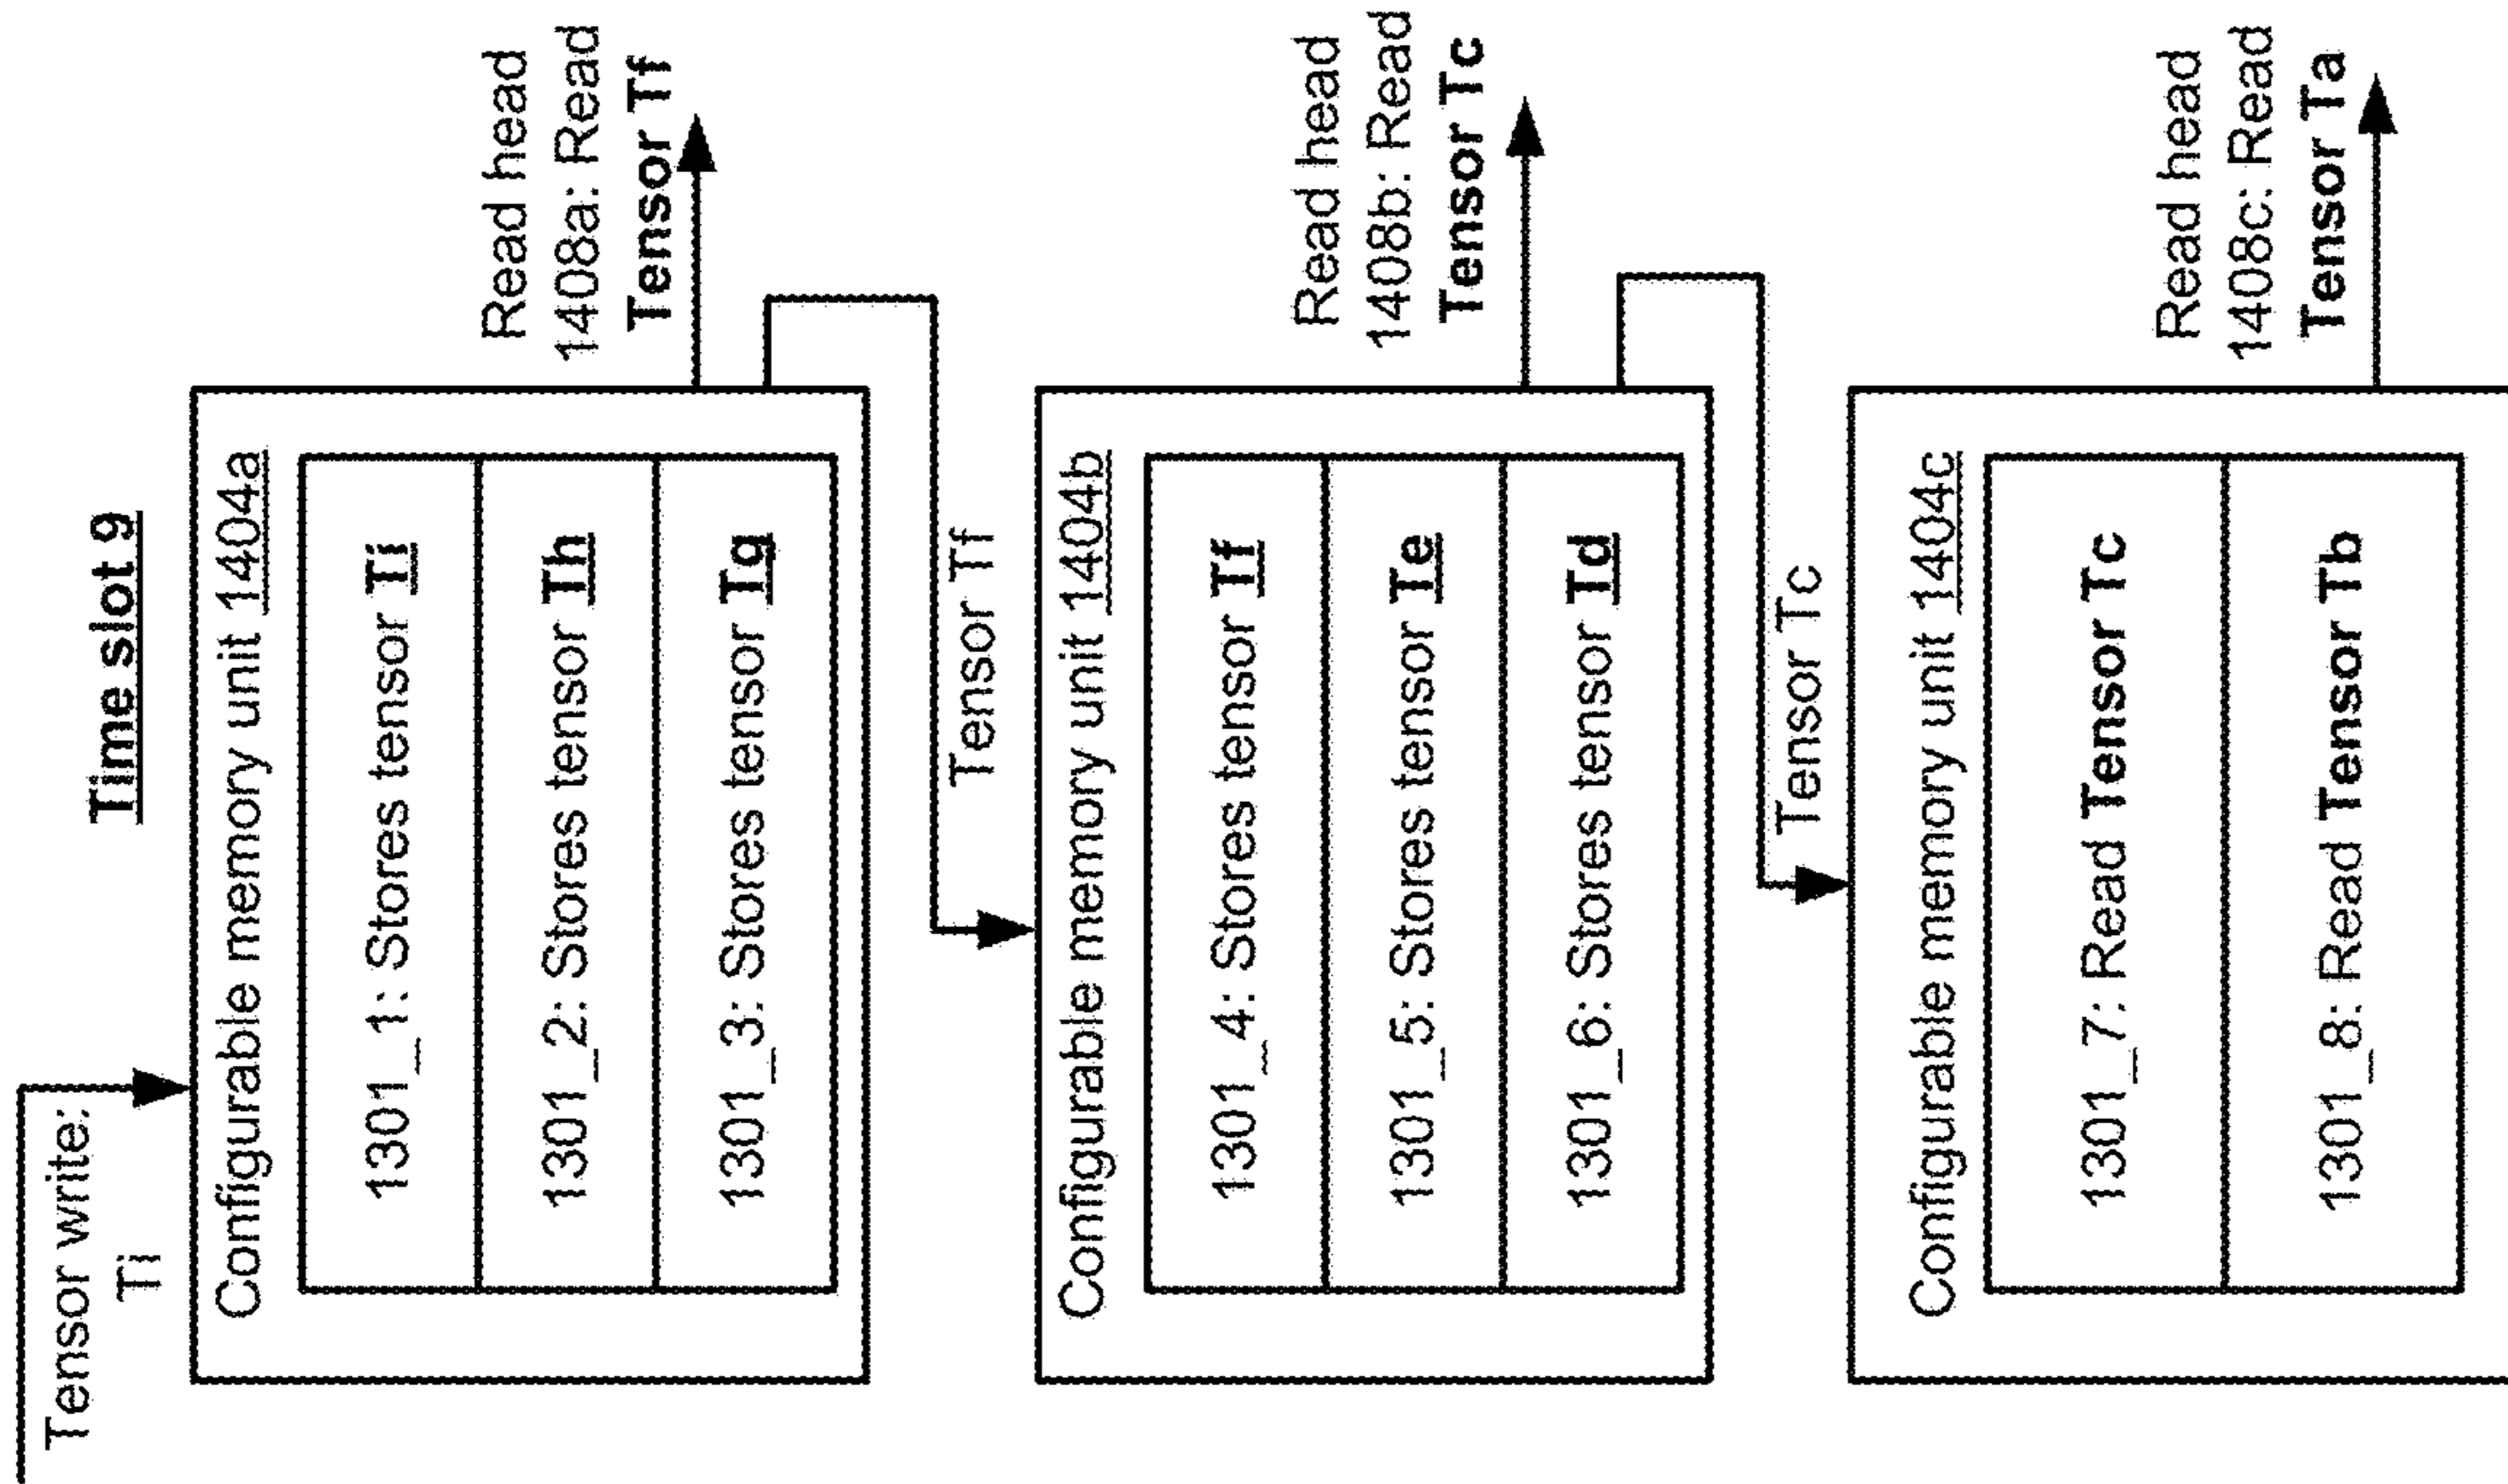 Time slot 9
Tensor write:
Ti
Configurable memory unit 1404a
1301_1: Stores tensor Ti
1301_2: Stores tensor Th
1301_3: Stores tensor Tg
Read head
1408a: Read
Tensor Tf
Tensor Tf
Configurable memory unit 1404b
1301_4: Stores tensor Tf
1301_5: Stores tensor Te
1301_6: Stores tensor Td
Read head
1408b: Read
Tensor Tc
Tensor Tc
Configurable memory unit 1404c
1301_7: Read Tensor Tc
1301_8: Read Tensor Tb
Read head
1408c: Read
Tensor Ta